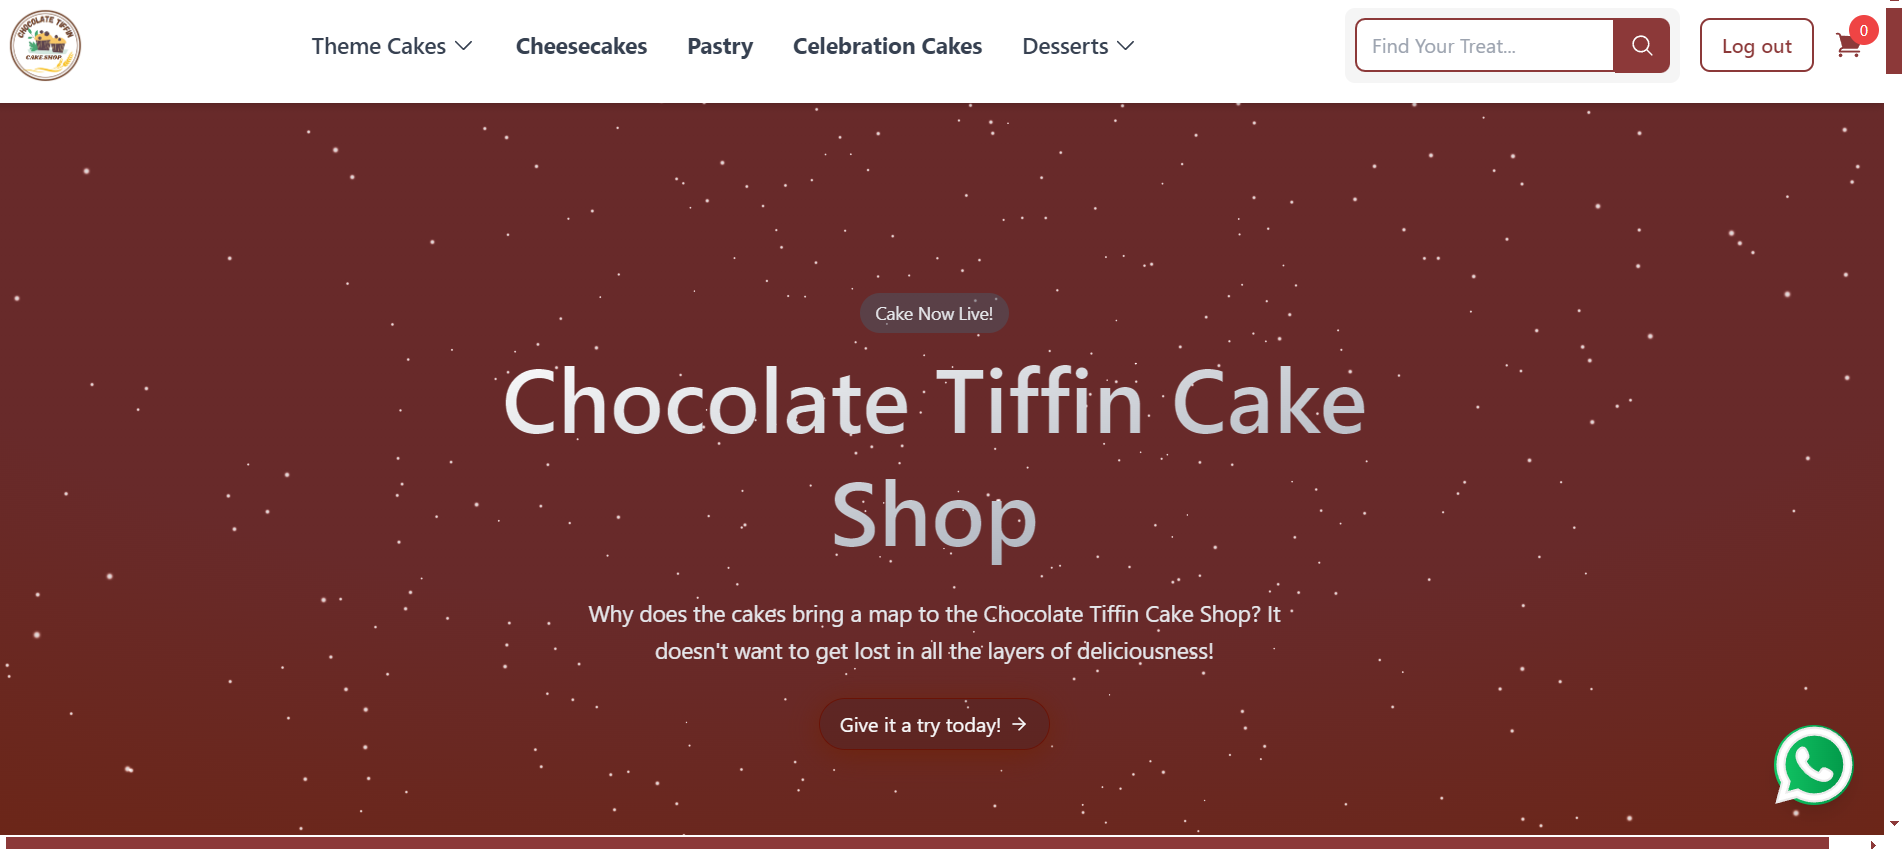 CHOCOLATE TIFFIN
CAKE SHOP
Theme Cakes
Cheesecakes
Pastry
Celebration Cakes
Desserts
Find Your Treat...
Log out
0
Cake Now Live!
Chocolate Tiffin Cake
Shop
Why does the cakes bring a map to the Chocolate Tiffin Cake Shop? It
doesn't want to get lost in all the layers of deliciousness!
Give it a try today! →